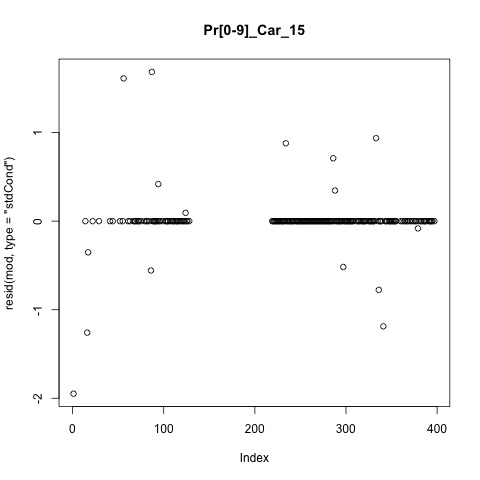 Pr[0-9]_Car_15
resid(mod, type = "stdCond")
1
0
-1
-2
0 100 200 300 400
Index